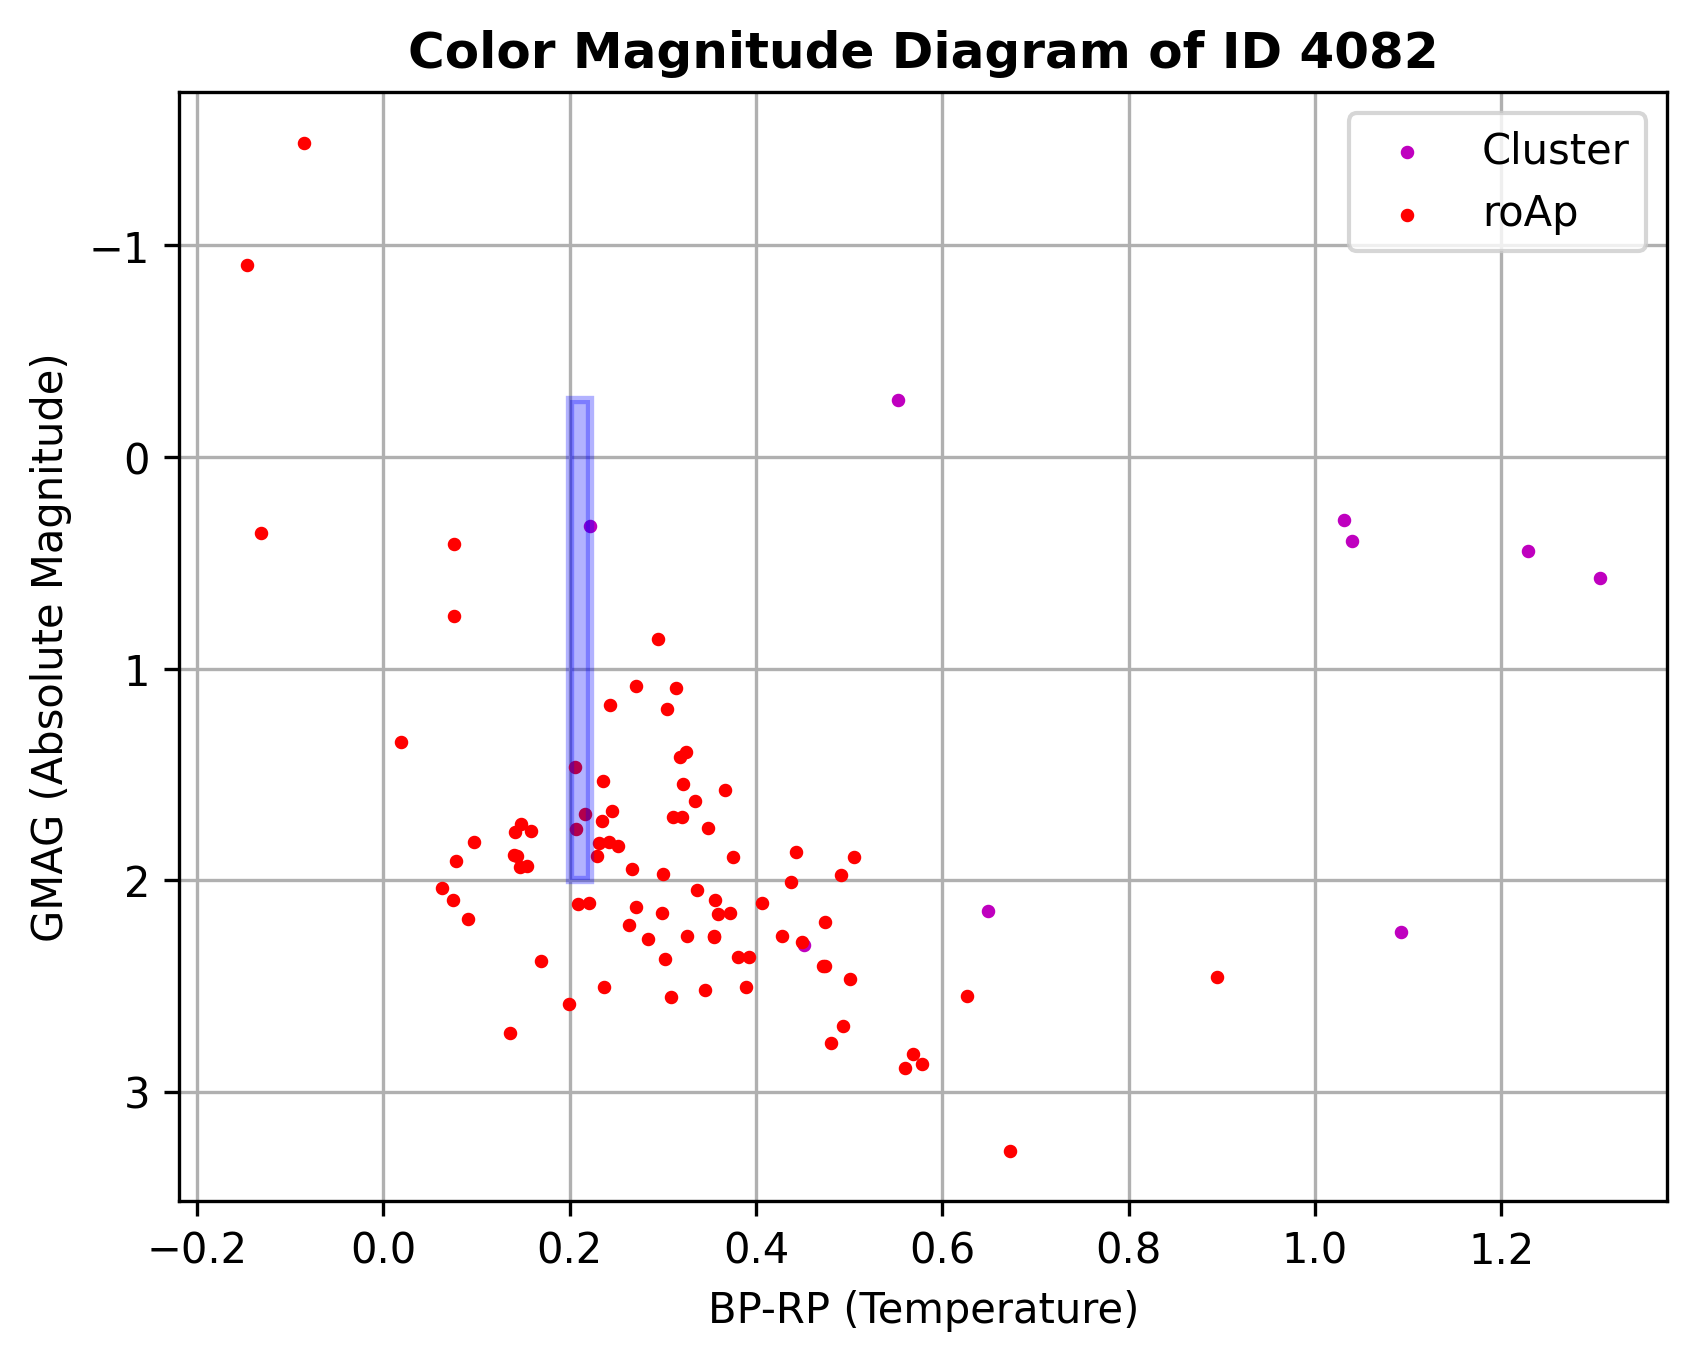 Color Magnitude Diagram of ID 4082
Cluster
roAp
−1
0
1
2
3
GMAG (Absolute Magnitude)
−0.2 0.0 0.2 0.4 0.6 0.8 1.0 1.2
BP-RP (Temperature)